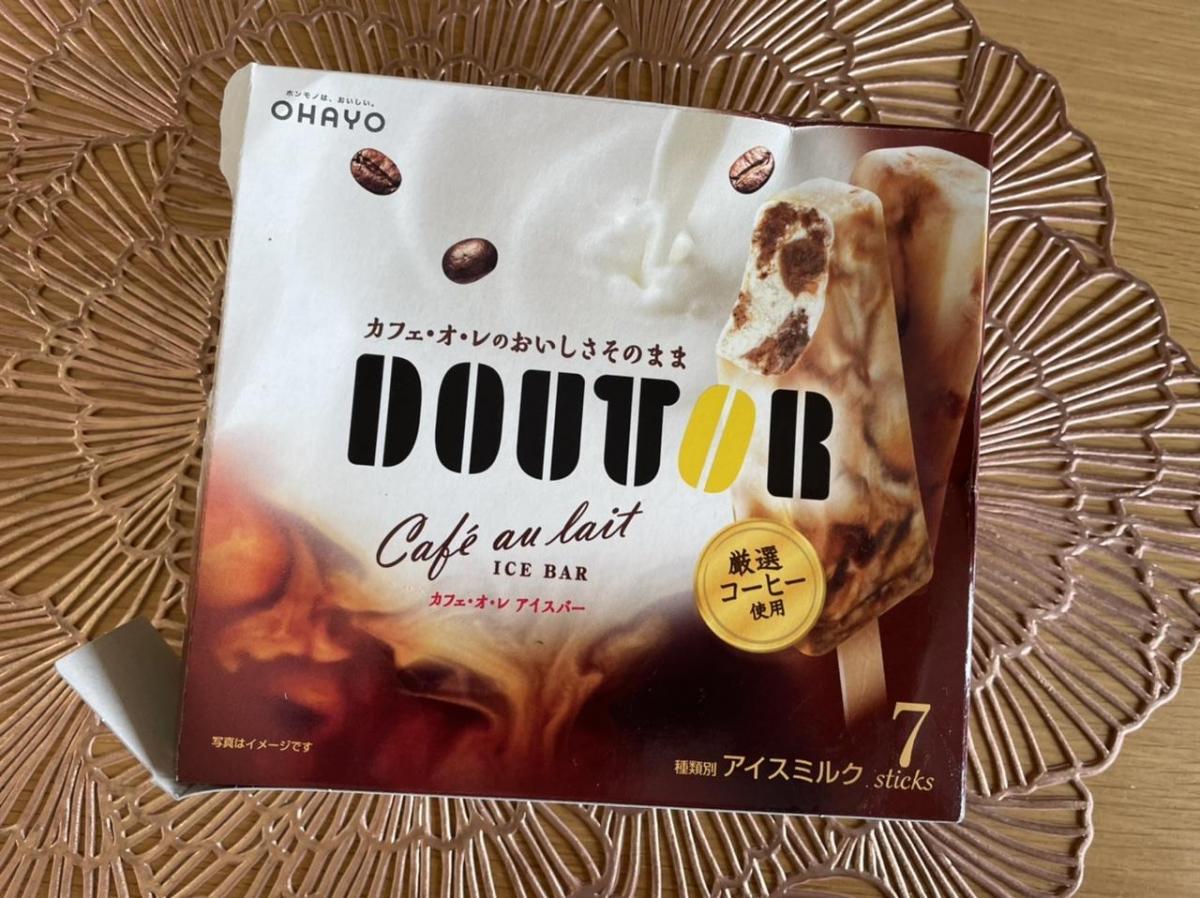 ホンモノは、おいしい。
OHAYO
カフェ・オ・レのおいしさそのまま
DOUTOR
Café au lait
ICE BAR
カフェ・オ・レ アイスバー
厳選
コーヒー
使用
写真はイメージです
種類別 アイスミルク
7
sticks